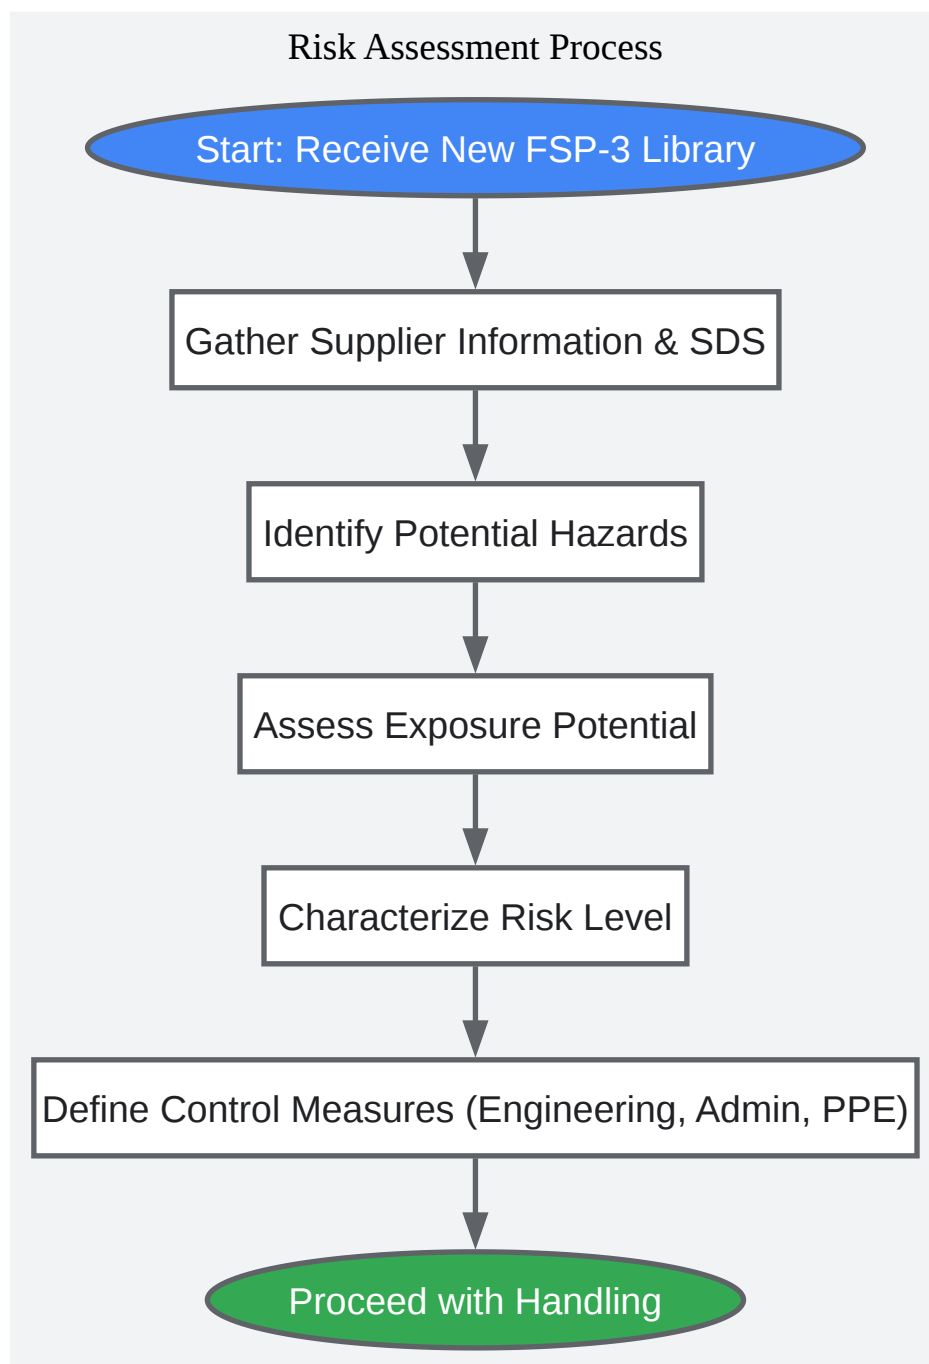 Risk Assessment Process
Start: Receive New FSP-3 Library
Gather Supplier Information & SDS
Identify Potential Hazards
Assess Exposure Potential
Characterize Risk Level
Define Control Measures (Engineering, Admin, PPE)
Proceed with Handling